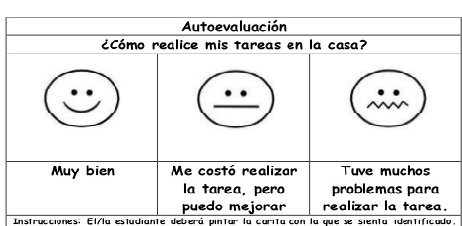 Autoevaluación
¿Cómo realice mis tareas en la casa?
Muy bien
Me costó realizar
la tarea, pero
puedo mejorar
Tuve muchos
problemas para
realizar la tarea.
Instrucciones: El/la estudiante deberá pintar la carita con la que se sienta identificado.